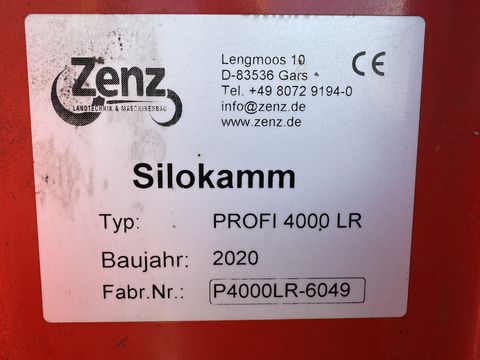 Zenz
LANDTECHNIK & MASCHINENBAU
Lengmoos 10
D-83536 Gars
Tel. +49 8072 9194-0
info@zenz.de
www.zenz.de
CE
Silokamm
Typ: PROFI 4000 LR
Baujahr: 2020
Fabr.Nr.: P4000LR-6049